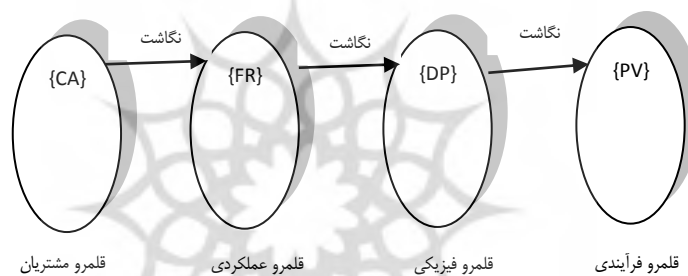 نگاشت
نگاشت
نگاشت
{CA}
{FR}
{DP}
{PV}
قلمرو مشتریان
قلمرو عملکردی
قلمرو فیزیکی
قلمرو فرآیندی